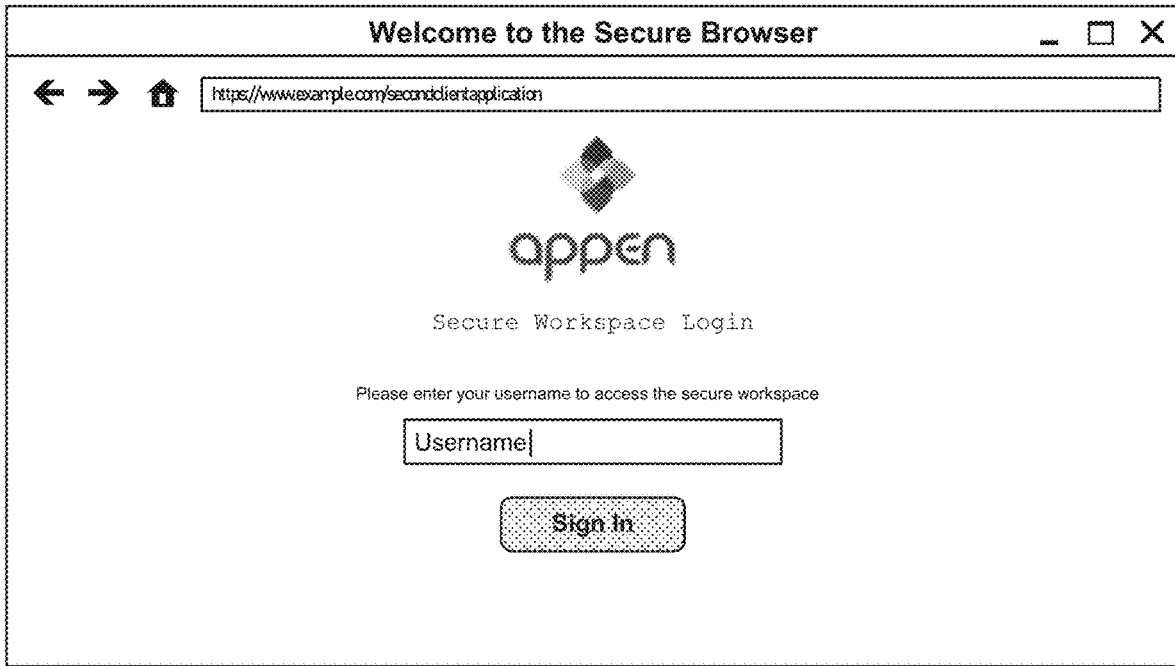 Welcome to the Secure Browser
https://www.example.com/secondclientapplication
appen
Secure Workspace Login
Please enter your username to access the secure workspace
Username
Sign In